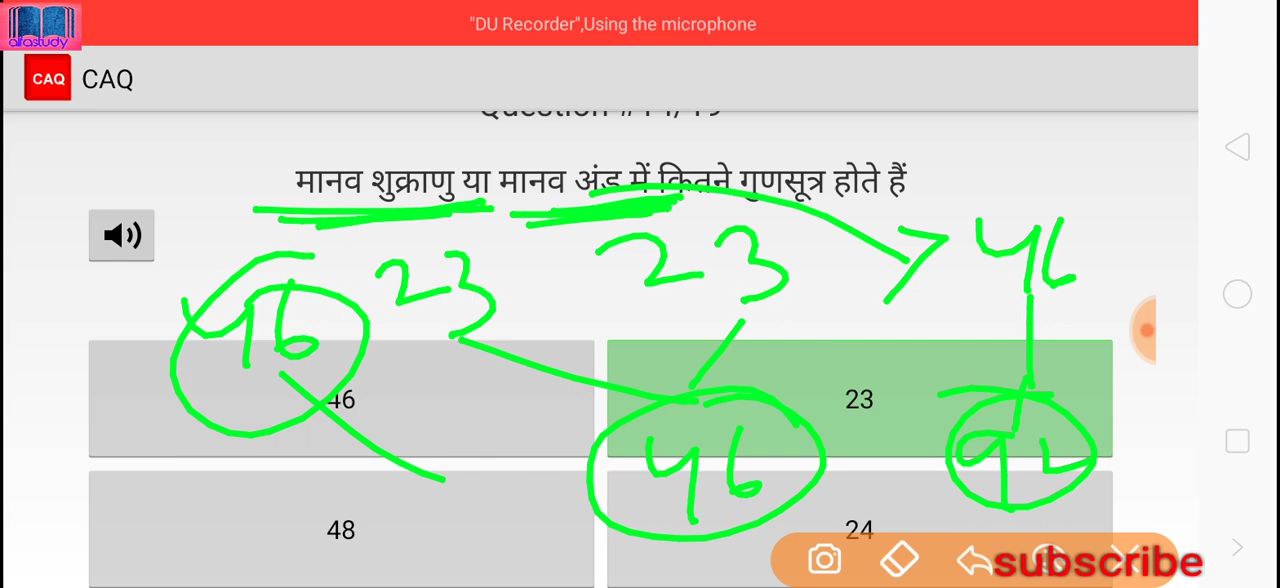 "DU Recorder",Using the microphone
alfastudy
CAQ CAQ
मानव शुक्राणु या मानव अंड में कितने गुणसूत्र होते हैं
23 23 46
46
46 23
46 92
48 24
subscribe